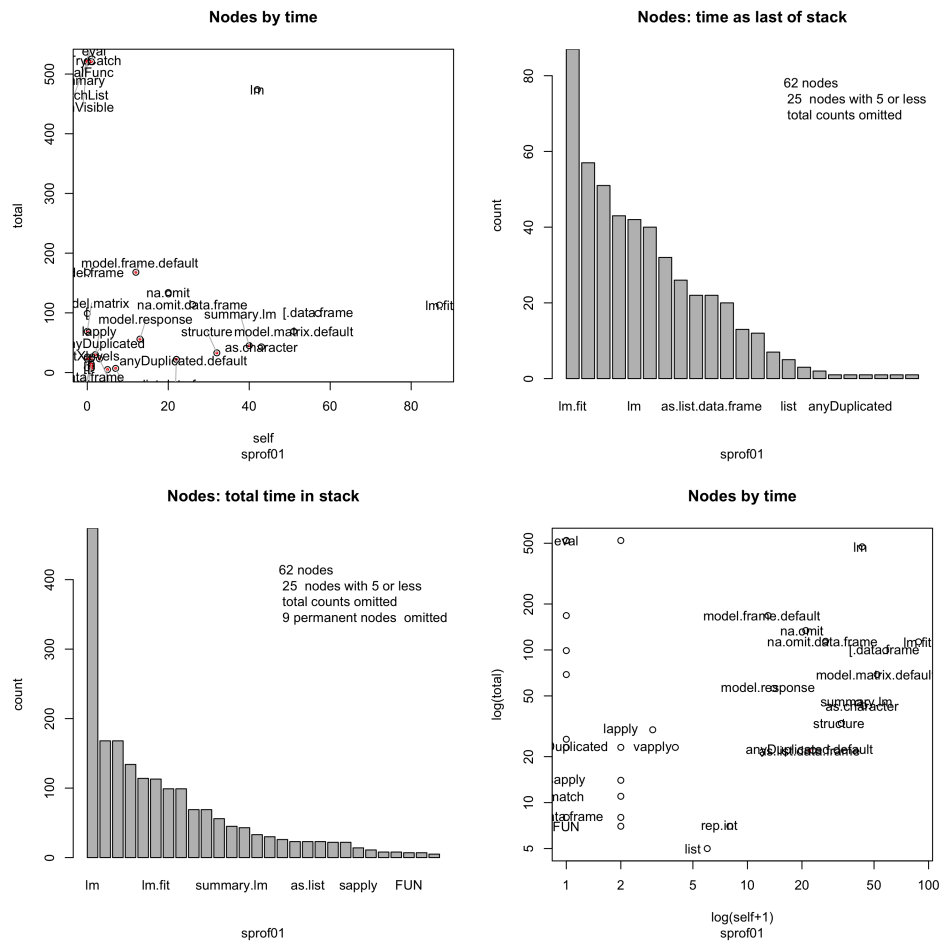 Nodes by time
total
500
400
300
200
100
0
eval
ryCatch
alFunc
mary
chList
Visible
lm
model.frame.default
el.frame
na.omit
del.matrix
na.omit.data.frame
lm.fit
summary.lm
[.data.frame
model.response
lapply
structure
model.matrix.default
nyDuplicated
as.character
tXlevels
anyDuplicated.default
ta.frame
0 20 40 60 80
self
sprof01
Nodes: time as last of stack
count
80
60
40
20
0
62 nodes
25 nodes with 5 or less
total counts omitted
lm.fit lm as.list.data.frame list anyDuplicated
sprof01
Nodes: total time in stack
count
400
300
200
100
0
62 nodes
25 nodes with 5 or less
total counts omitted
9 permanent nodes omitted
lm lm.fit summary.lm as.list sapply FUN
sprof01
Nodes by time
log(total)
500
200
100
50
20
10
5
eval
lm
model.frame.default
na.omit
na.omit.data.frame
lm.fit
[.data.frame
model.matrix.defaul
model.response
summary.lm
as.character
structure
lapply
Duplicated
vapply
anyDuplicated.default
as.list.data.frame
apply
match
ta.frame
FUN
rep.int
list
1 2 5 10 20 50 100
log(self+1)
sprof01